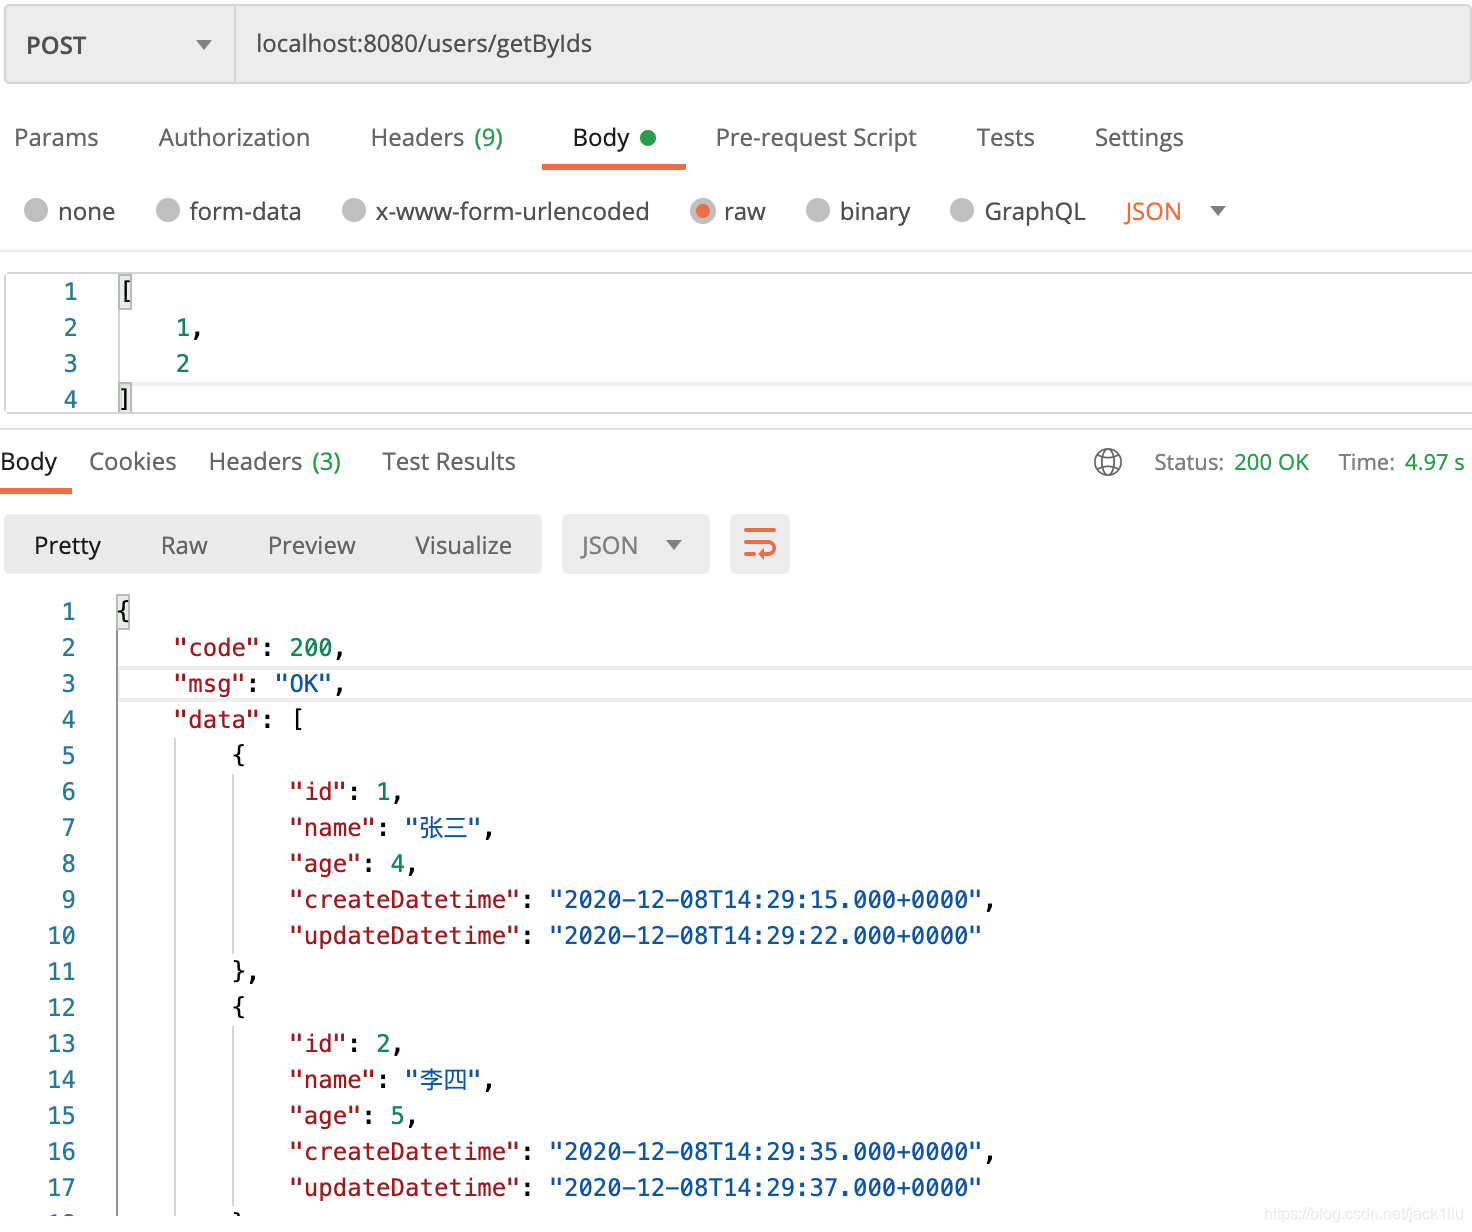 POST localhost:8080/users/getByIds
Params Authorization Headers (9) Body Pre-request Script Tests Settings
none form-data x-www-form-urlencoded raw binary GraphQL JSON
1 [
2 1,
3 2
4 ]
Body Cookies Headers (3) Test Results Status: 200 OK Time: 4.97 s
Pretty Raw Preview Visualize JSON
1 {
2 "code": 200,
3 "msg": "OK",
4 "data": [
5 {
6 "id": 1,
7 "name": "张三",
8 "age": 4,
9 "createDatetime": "2020-12-08T14:29:15.000+0000",
10 "updateDatetime": "2020-12-08T14:29:22.000+0000"
11 },
12 {
13 "id": 2,
14 "name": "李四",
15 "age": 5,
16 "createDatetime": "2020-12-08T14:29:35.000+0000",
17 "updateDatetime": "2020-12-08T14:29:37.000+0000"
https://blog.csdn.net/jack1liu